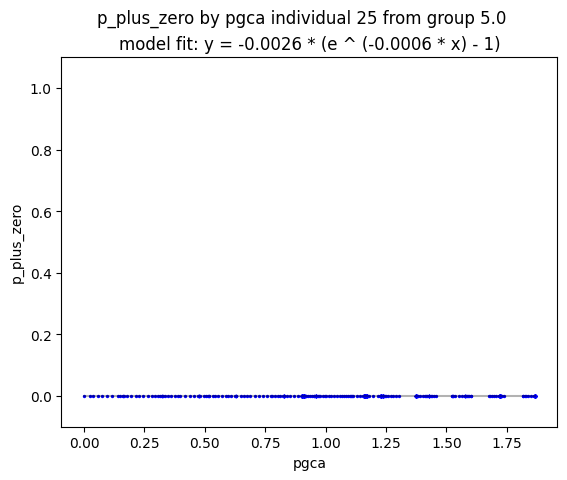 p_plus_zero by pgca individual 25 from group 5.0
model fit: y = -0.0026 * (e ^ (-0.0006 * x) - 1)
1.0
0.8
0.6
0.4
0.2
0.0
p_plus_zero
0.00 0.25 0.50 0.75 1.00 1.25 1.50 1.75
pgca